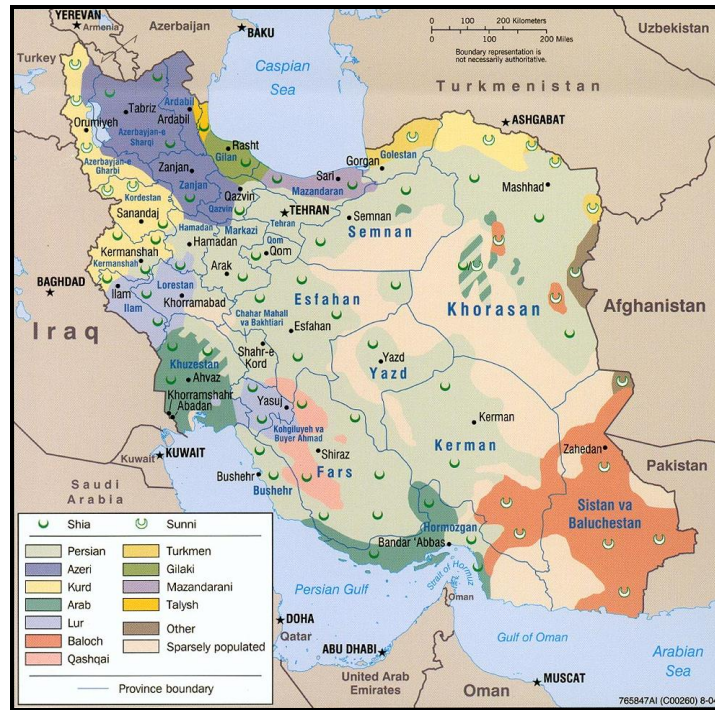 YEREVAN
Armenia
Azerbaijan
BAKU
0 100 200 Kilometers
0 100 200 Miles
Boundary representation is
not necessarily authoritative.
Uzbekistan
Turkey
Caspian
Sea
Turkmenistan
ASHGABAT
Tabriz
Ardabil
Ardabil
Orumiyeh
Azerbayjan-e
Sharqi
Rasht
Gilan
Golestan
Gorgan
Azerbayjan-e
Gharbi
Zanjan
Zanjan
Sari
Mazandaran
Mashhad
Qazvin
Qazvin
TEHRAN
Tehran
Kordestan
Sanandaj
Semnan
Semnan
Hamadan
Hamadan
Markazi
Qom
Qom
Kermanshah
Kermanshah
BAGHDAD
Arak
Ilam
Ilam
Lorestan
Khorramabad
Esfahan
Khorasan
Afghanistan
Iraq
Chahar Mahall
va Bakhtiari
Esfahan
Shahr-e
Kord
Yazd
Yazd
Khuzestan
Ahvaz
Khorramshahr
Abadan
Yasuj
Kohgiluyeh va
Buyer Ahmad
Kerman
Kerman
Zahedan
KUWAIT
Kuwait
Shiraz
Fars
Pakistan
Saudi
Arabia
Bushehr
Bushehr
Sistan va
Baluchestan
Hormozgan
Bandar 'Abbas
Strait of Hormuz
Persian Gulf
Oman
DOHA
Qatar
Gulf of Oman
Arabian
Sea
ABU DHABI
United Arab
Emirates
Oman
MUSCAT
Shia
Sunni
Persian
Turkmen
Azeri
Gilaki
Kurd
Mazandarani
Arab
Talysh
Lur
Baloch
Other
Qashqai
Sparsely populated
Province boundary
765847AI (C00260) 8-04